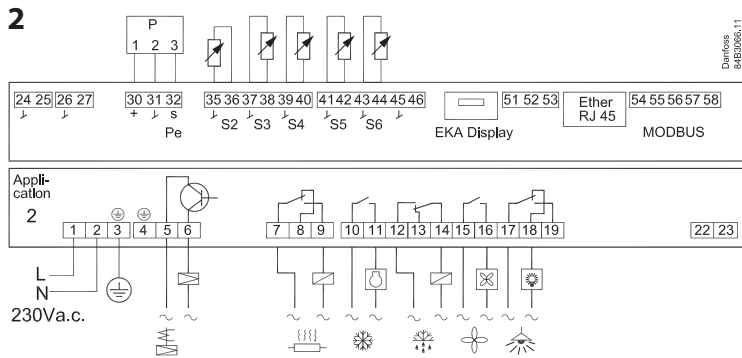 2
P
1 2 3
Danfoss
84B3066.11
24 25 26 27 30 31 32 35 36 37 38 39 40 41 42 43 44 45 46 51 52 53 Ether 54 55 56 57 58
RJ 45
+ s S2 S3 S4 S5 S6
Pe EKA Display MODBUS
Appli-
cation
2
1 2 3 4 5 6 7 8 9 10 11 12 13 14 15 16 17 18 19 22 23
L
N
230Va.c.